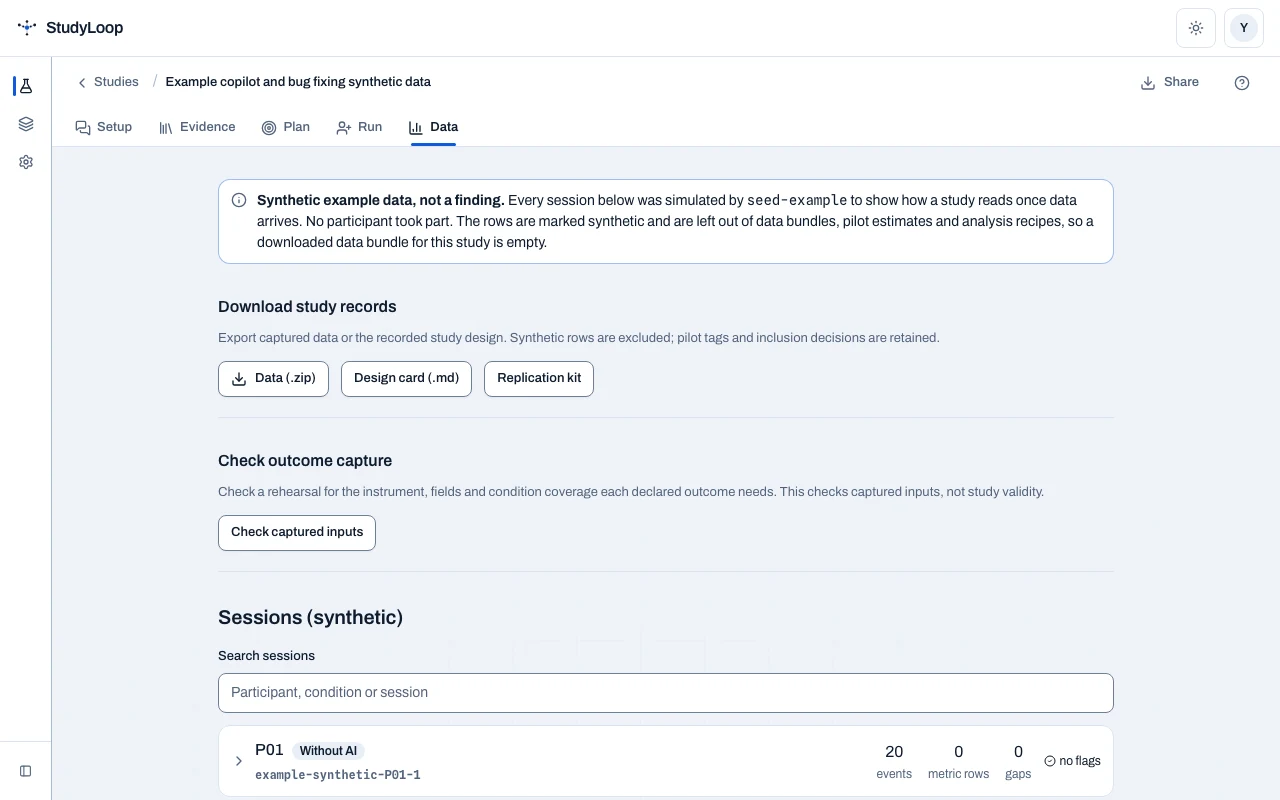 StudyLoop
Y
Studies / Example copilot and bug fixing synthetic data
Share
Setup
Evidence
Plan
Run
Data
Synthetic example data, not a finding. Every session below was simulated by seed-example to show how a study reads once data
arrives. No participant took part. The rows are marked synthetic and are left out of data bundles, pilot estimates and analysis recipes, so a
downloaded data bundle for this study is empty.
Download study records
Export captured data or the recorded study design. Synthetic rows are excluded; pilot tags and inclusion decisions are retained.
Data (.zip)
Design card (.md)
Replication kit
Check outcome capture
Check a rehearsal for the instrument, fields and condition coverage each declared outcome needs. This checks captured inputs, not study validity.
Check captured inputs
Sessions (synthetic)
Search sessions
Participant, condition or session
P01 Without AI
example-synthetic-P01-1
20 events
0 metric rows
0 gaps
no flags